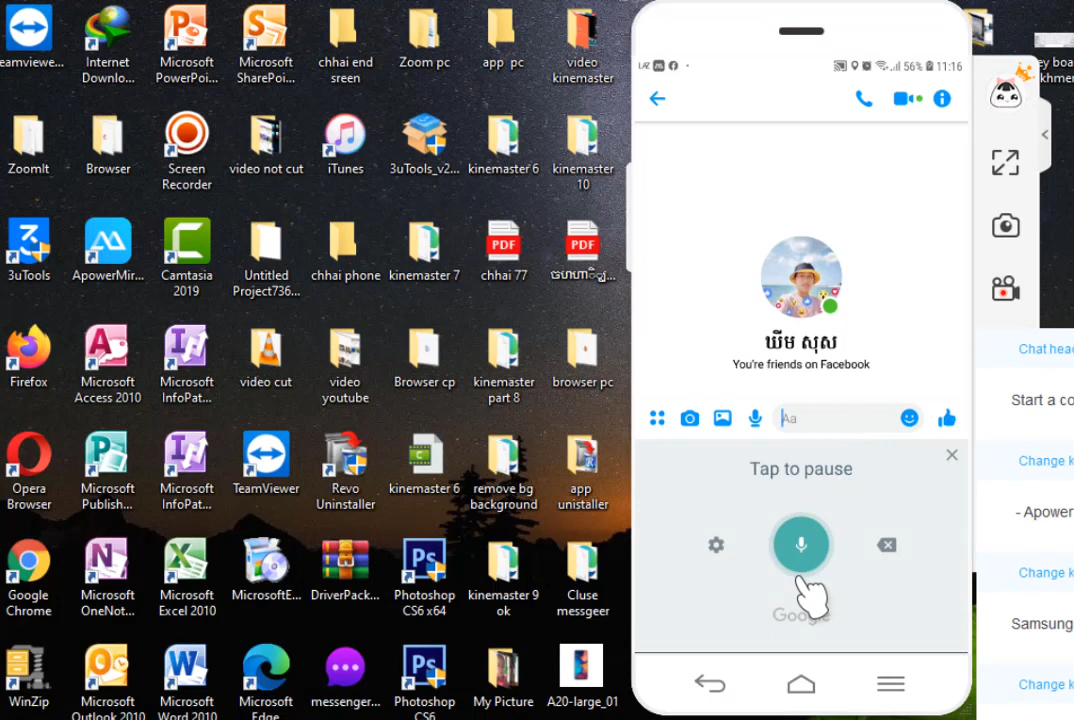 eamviewe...
Internet
Downlo...
Microsoft
PowerPoi...
Microsoft
SharePoi...
chhai end
sreen
Zoom pc
app pc
video
kinemaster
ZoomIt
Browser
Screen
Recorder
video not cut
iTunes
3uTools_v2...
kinemaster 6
kinemaster
10
3uTools
ApowerMir...
Camtasia
2019
Untitled
Project736...
chhai phone
kinemaster 7
PDF
chhai 77
PDF
Firefox
Microsoft
Access 2010
Microsoft
InfoPat...
video cut
video
youtube
Browser cp
kinemaster
part 8
browser pc
Opera
Browser
Microsoft
Publish...
Microsoft
InfoPat...
TeamViewer
Revo
Uninstaller
kinemaster 6
remove bg
background
app
unistaller
Google
Chrome
Microsoft
OneNot...
Microsoft
Excel 2010
MicrosoftE...
DriverPack...
Photoshop
CS6 x64
kinemaster 9
ok
Cluse
messgeer
WinZip
Microsoft
Outlook 2010
Microsoft
Word 2010
Microsoft
Edge
messenger...
Photoshop
CS6
My Picture
A20-large_01
56% 11:16
ឃីម សុស
You're friends on Facebook
Aa
Tap to pause
Google
ey boa
khmer
Chat head
Start a co
Change k
- Apower
Change k
Samsung
Change k